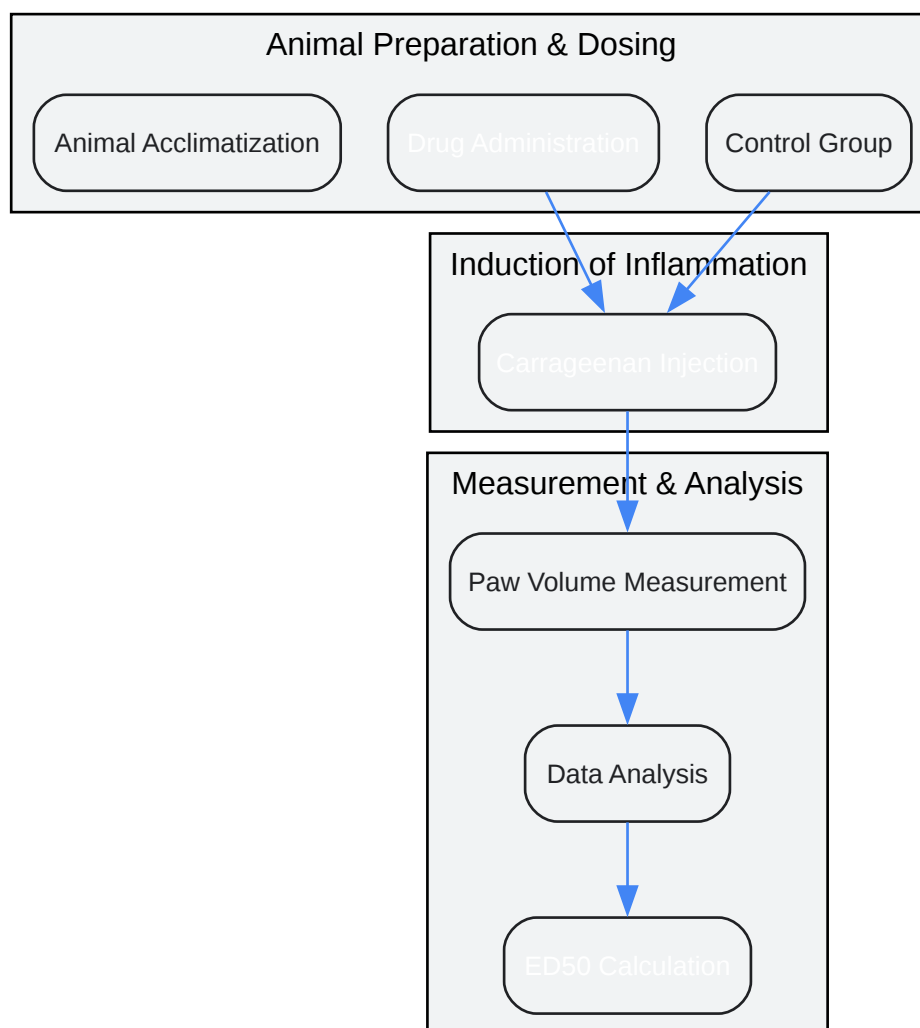 Animal Preparation & Dosing
Animal Acclimatization
Drug Administration
Control Group
Induction of Inflammation
Carrageenan Injection
Measurement & Analysis
Paw Volume Measurement
Data Analysis
ED50 Calculation